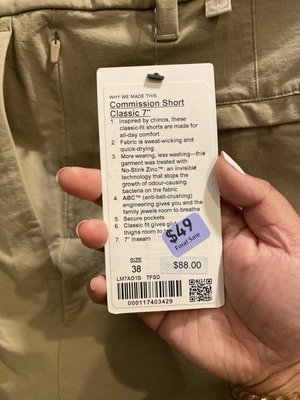 WHY WE MADE THIS:
Commission Short
Classic 7"
1. Inspired by chinos, these
classic-fit shorts are made for
all-day comfort
2. Fabric is sweat-wicking and
quick-drying
3. More wearing, less washing—this
garment was treated with
No-Stink Zinc™: an invisible
technology that stops the
growth of odour-causing
bacteria on the fabric
4. ABC™ (anti-ball-crushing)
engineering gives you and the
family jewels room to breathe
5. Secure pockets
6. Classic fit gives
thighs room to
7. 7" inseam
$49
Final Sale
SIZE
38
$88.00
LM7AO1S TFSD
000117403429